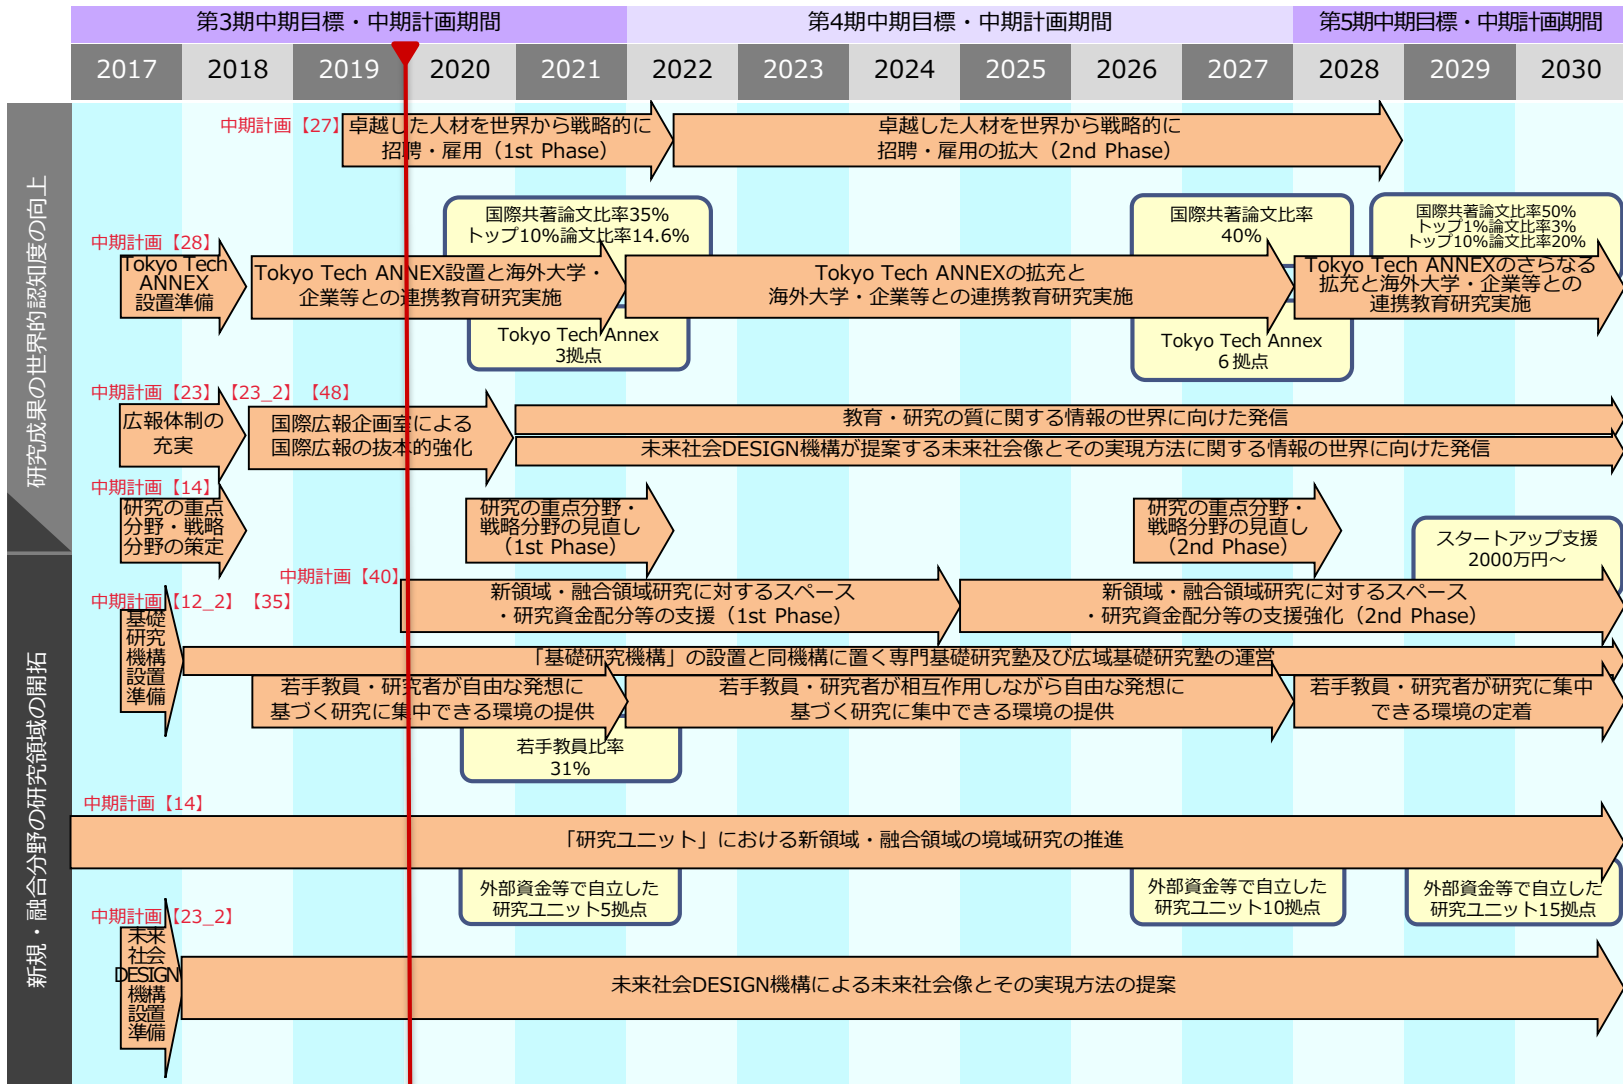 第3期中期目標・中期計画期間
第4期中期目標・中期計画期間
第5期中期目標・中期計画期間
2017
2018
2019
2020
2021
2022
2023
2024
2025
2026
2027
2028
2029
2030
研究成果の世界的認知度の向上
中期計画【27】
卓越した人材を世界から戦略的に
招聘・雇用（1st Phase）
卓越した人材を世界から戦略的に
招聘・雇用の拡大（2nd Phase）
国際共著論文比率35%
トップ10%論文比率14.6%
国際共著論文比率
40%
国際共著論文比率50%
トップ1%論文比率3%
トップ10%論文比率20%
中期計画【28】
Tokyo Tech
ANNEX
設置準備
Tokyo Tech ANNEX設置と海外大学・
企業等との連携教育研究実施
Tokyo Tech ANNEXの拡充と
海外大学・企業等との連携教育研究実施
Tokyo Tech ANNEXのさらなる
拡充と海外大学・企業等との
連携教育研究実施
Tokyo Tech Annex
3拠点
Tokyo Tech Annex
6拠点
中期計画【23】【23_2】【48】
広報体制の
充実
国際広報企画室による
国際広報の抜本的強化
教育・研究の質に関する情報の世界に向けた発信
未来社会DESIGN機構が提案する未来社会像とその実現方法に関する情報の世界に向けた発信
中期計画【14】
研究の重点
分野・戦略
分野の策定
研究の重点分野・
戦略分野の見直し
（1st Phase）
研究の重点分野・
戦略分野の見直し
（2nd Phase）
スタートアップ支援
2000万円～
新規・融合分野の研究領域の開拓
中期計画【40】
新領域・融合領域研究に対するスペース
・研究資金配分等の支援（1st Phase）
新領域・融合領域研究に対するスペース
・研究資金配分等の支援強化（2nd Phase）
中期計画【12_2】【35】
基礎
研究
機構
設置
準備
「基礎研究機構」の設置と同機構に置く専門基礎研究塾及び広域基礎研究塾の運営
若手教員・研究者が自由な発想に
基づく研究に集中できる環境の提供
若手教員・研究者が相互作用しながら自由な発想に
基づく研究に集中できる環境の提供
若手教員・研究者が研究に集中
できる環境の定着
若手教員比率
31%
中期計画【14】
「研究ユニット」における新領域・融合領域の境域研究の推進
外部資金等で自立した
研究ユニット5拠点
外部資金等で自立した
研究ユニット10拠点
外部資金等で自立した
研究ユニット15拠点
中期計画【23_2】
未来
社会
DESIGN
機構
設置
準備
未来社会DESIGN機構による未来社会像とその実現方法の提案